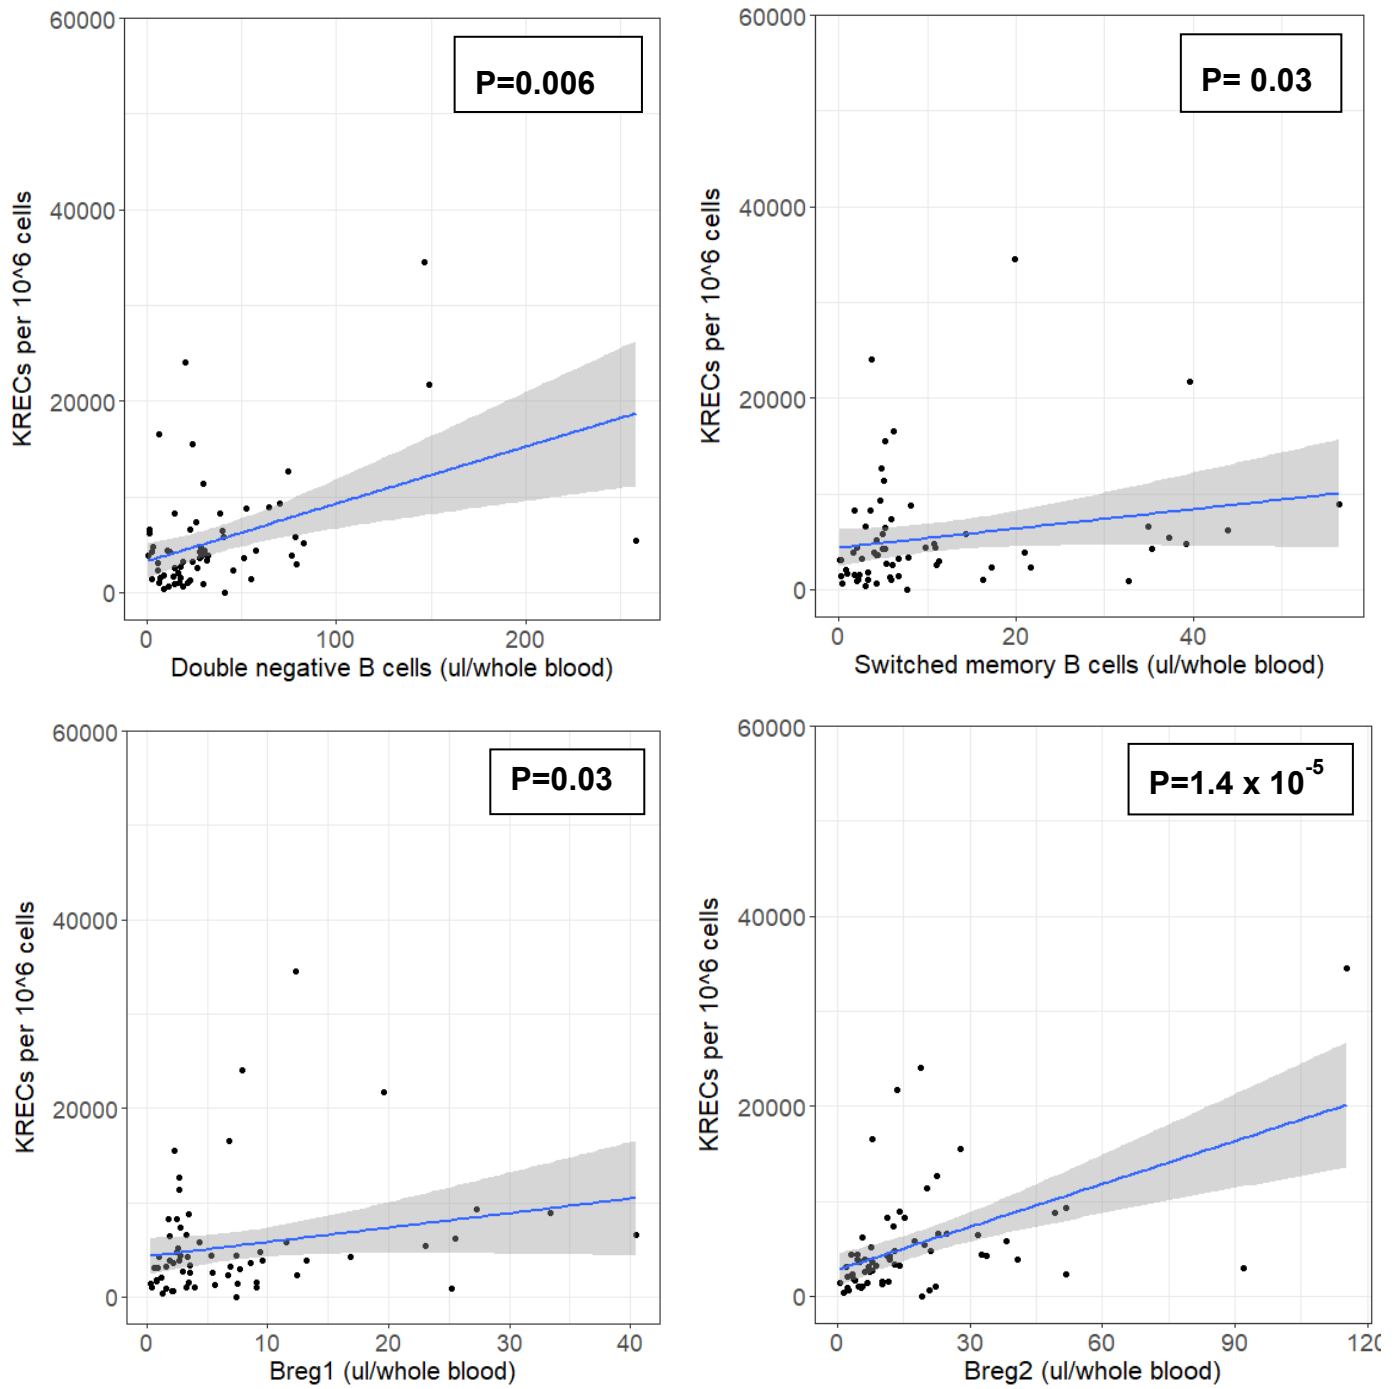 60000
P=0.006
40000
KRECs per 10^6 cells
20000
0
0 100 200
Double negative B cells (ul/whole blood)
60000
P= 0.03
40000
KRECs per 10^6 cells
20000
0
0 20 40
Switched memory B cells (ul/whole blood)
60000
P=0.03
40000
KRECs per 10^6 cells
20000
0
0 10 20 30 40
Breg1 (ul/whole blood)
60000
P=1.4 x 10-5
40000
KRECs per 10^6 cells
20000
0
0 30 60 90 120
Breg2 (ul/whole blood)